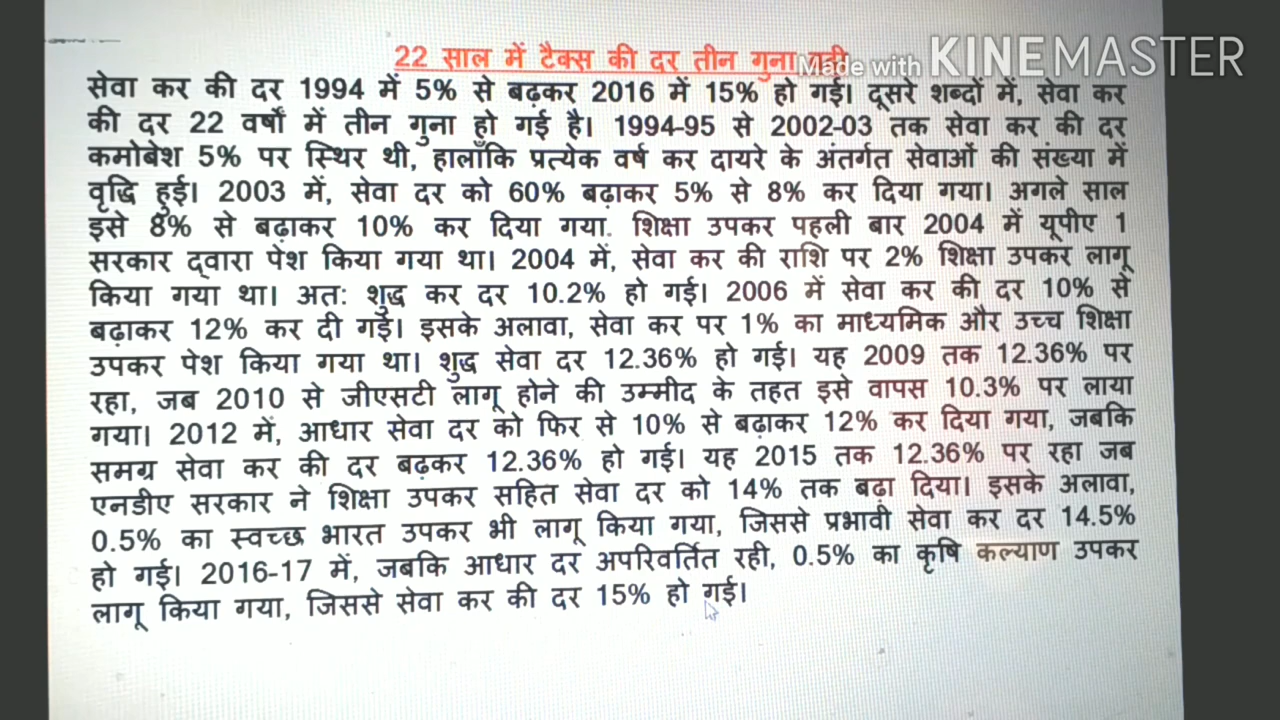 22 साल में टैक्स की दर तीन गुना बढ़ी
Made with KINEMASTER
सेवा कर की दर 1994 में 5% से बढ़कर 2016 में 15% हो गई। दूसरे शब्दों में, सेवा कर
की दर 22 वर्षों में तीन गुना हो गई है। 1994-95 से 2002-03 तक सेवा कर की दर
कमोबेश 5% पर स्थिर थी, हालाँकि प्रत्येक वर्ष कर दायरे के अंतर्गत सेवाओं की संख्या में
वृद्धि हुई। 2003 में, सेवा दर को 60% बढ़ाकर 5% से 8% कर दिया गया। अगले साल
इसे 8% से बढ़ाकर 10% कर दिया गया. शिक्षा उपकर पहली बार 2004 में यूपीए 1
सरकार द्वारा पेश किया गया था। 2004 में, सेवा कर की राशि पर 2% शिक्षा उपकर लागू
किया गया था। अत: शुद्ध कर दर 10.2% हो गई। 2006 में सेवा कर की दर 10% से
बढ़ाकर 12% कर दी गई। इसके अलावा, सेवा कर पर 1% का माध्यमिक और उच्च शिक्षा
उपकर पेश किया गया था। शुद्ध सेवा दर 12.36% हो गई। यह 2009 तक 12.36% पर
रहा, जब 2010 से जीएसटी लागू होने की उम्मीद के तहत इसे वापस 10.3% पर लाया
गया। 2012 में, आधार सेवा दर को फिर से 10% से बढ़ाकर 12% कर दिया गया, जबकि
समग्र सेवा कर की दर बढ़कर 12.36% हो गई। यह 2015 तक 12.36% पर रहा जब
एनडीए सरकार ने शिक्षा उपकर सहित सेवा दर को 14% तक बढ़ा दिया। इसके अलावा,
0.5% का स्वच्छ भारत उपकर भी लागू किया गया, जिससे प्रभावी सेवा कर दर 14.5%
हो गई। 2016-17 में, जबकि आधार दर अपरिवर्तित रही, 0.5% का कृषि कल्याण उपकर
लागू किया गया, जिससे सेवा कर की दर 15% हो गई।